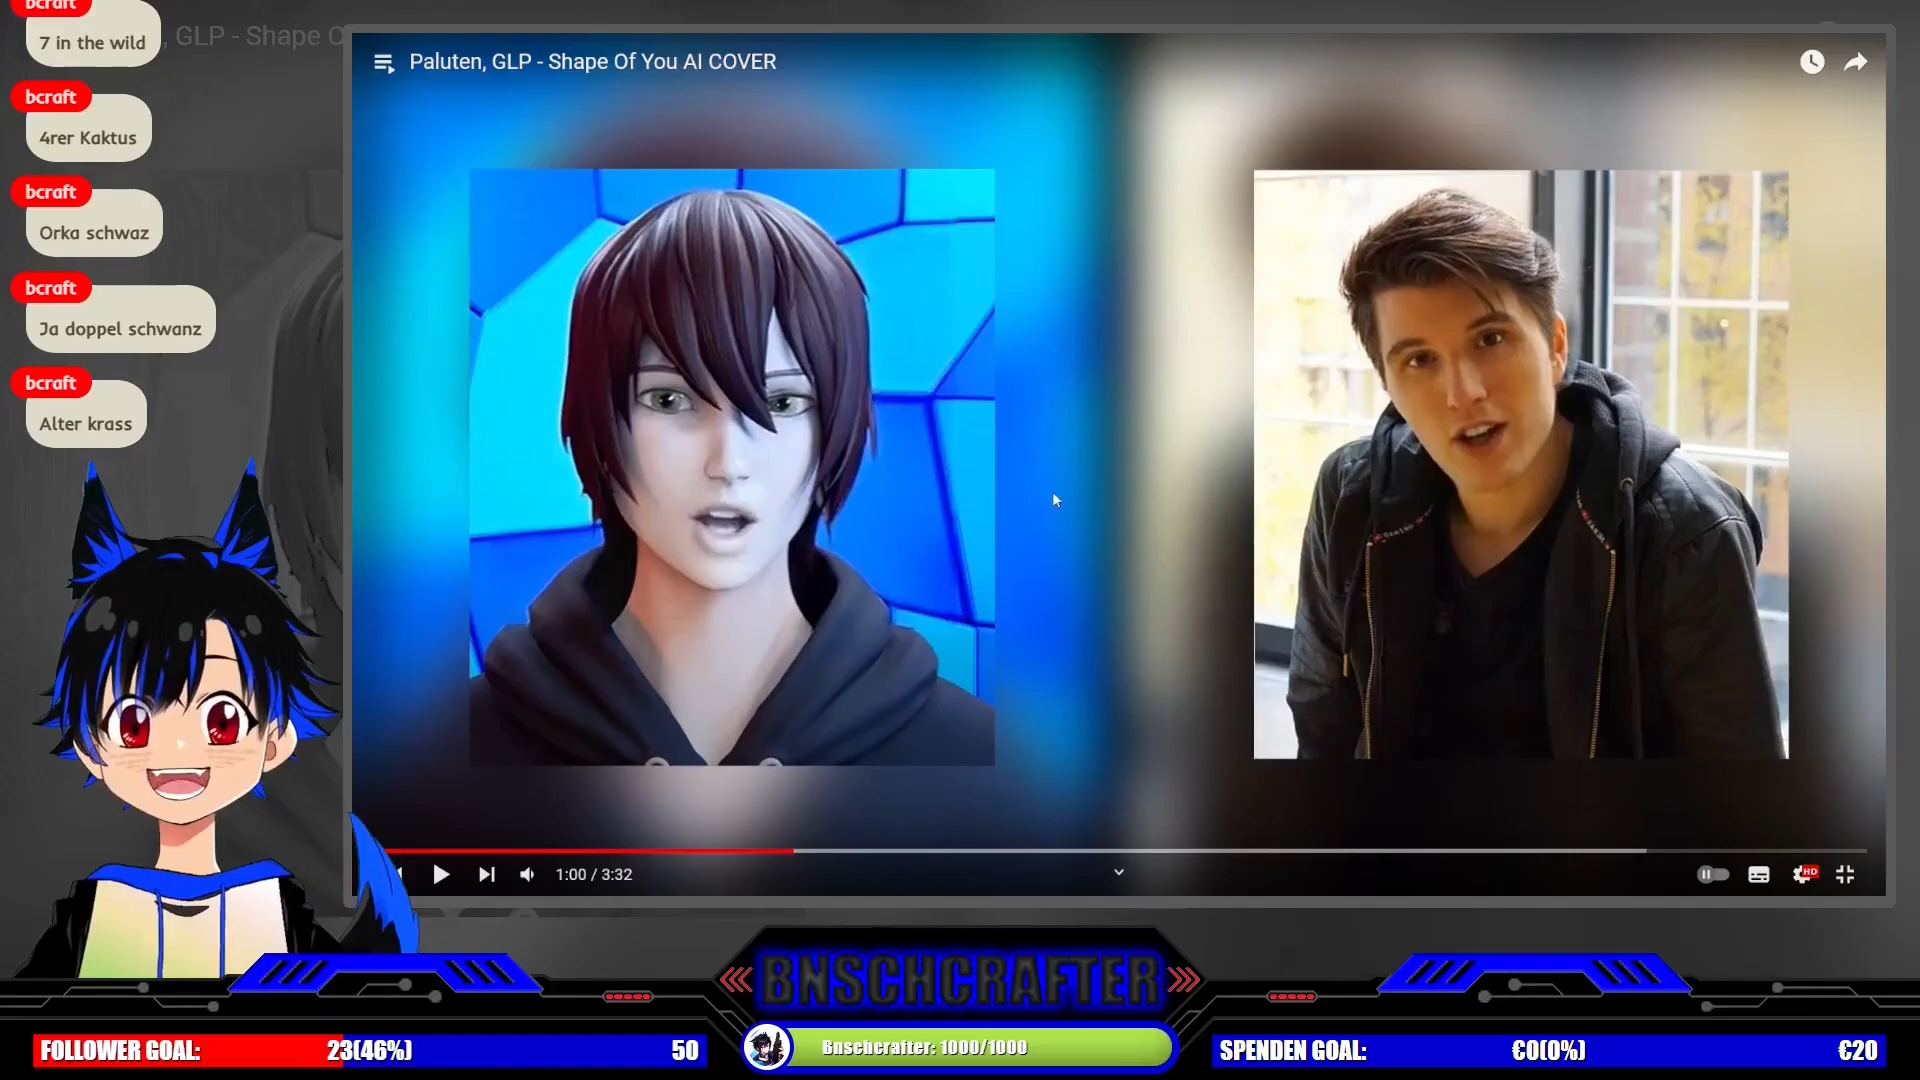 bcraft
7 in the wild
bcraft
4rer Kaktus
bcraft
Orka schwaz
bcraft
Ja doppel schwanz
bcraft
Alter krass
, GLP - Shape O
Paluten, GLP - Shape Of You AI COVER
1:00 / 3:32
HD
BNSCHCRAFTER
FOLLOWER GOAL: 23(46%) 50
Bnschcrafter: 1000/1000
SPENDEN GOAL: €0(0%) €20